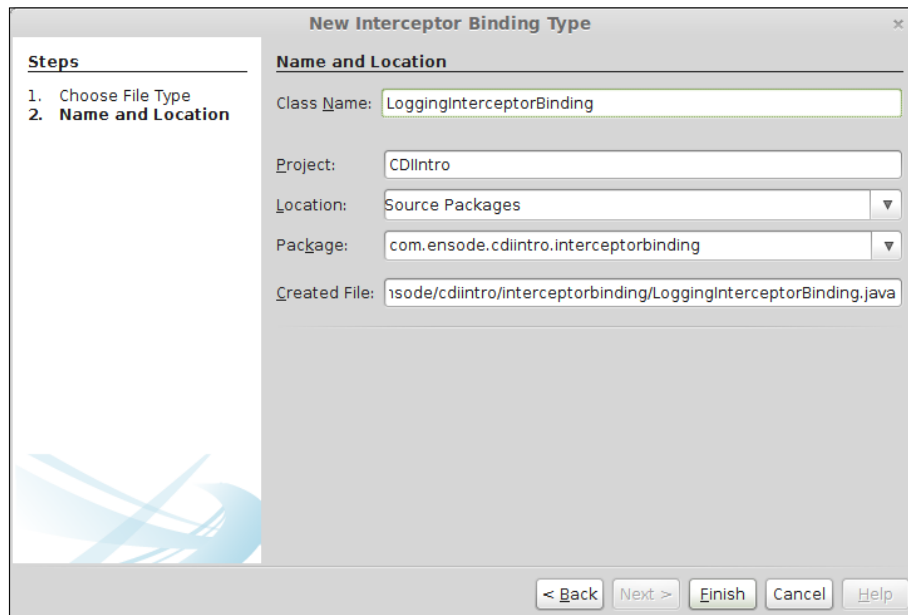 New Interceptor Binding Type
Steps
1. Choose File Type
2. Name and Location
Name and Location
Class Name: LoggingInterceptorBinding
Project: CDIIntro
Location: Source Packages
Package: com.ensode.cdiintro.interceptorbinding
Created File: nsode/cdiintro/interceptorbinding/LoggingInterceptorBinding.java
< Back Next > Finish Cancel Help